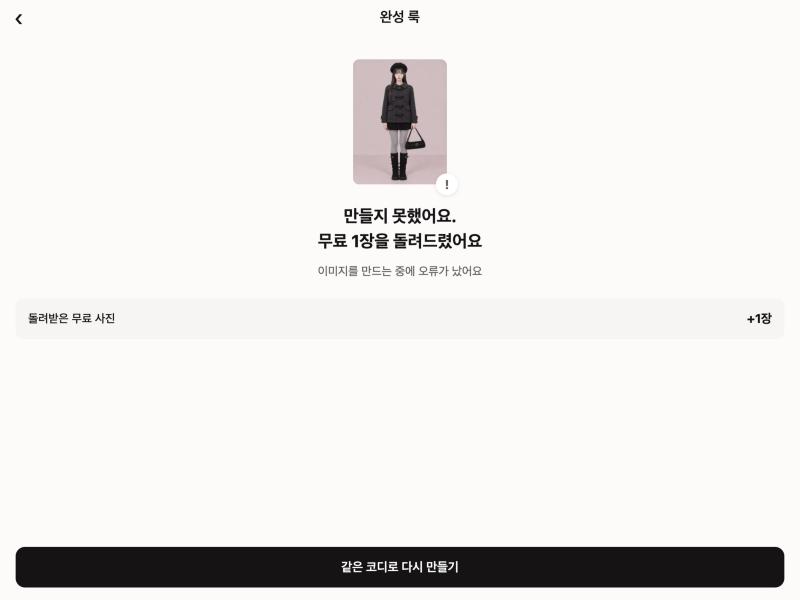 완성 룩
!
만들지 못했어요.
무료 1장을 돌려드렸어요
이미지를 만드는 중에 오류가 났어요
돌려받은 무료 사진 +1장
같은 코디로 다시 만들기